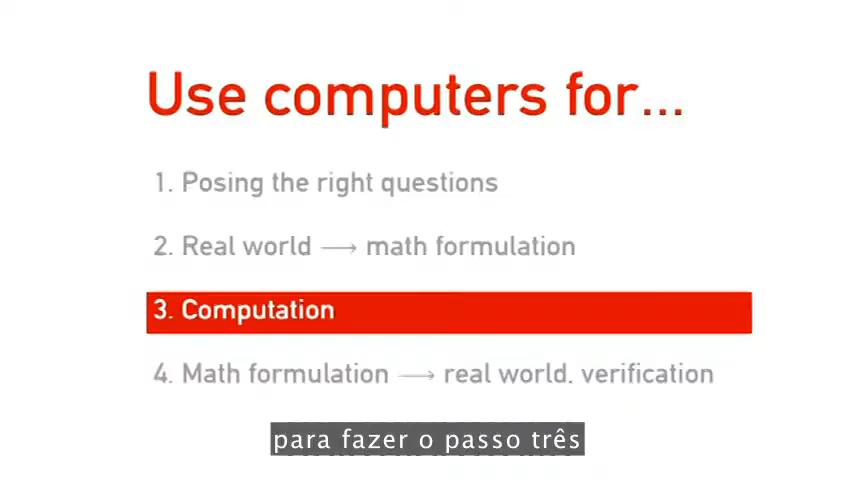 Use computers for...
1. Posing the right questions
2. Real world → math formulation
3. Computation
4. Math formulation → real world, verification
para fazer o passo três